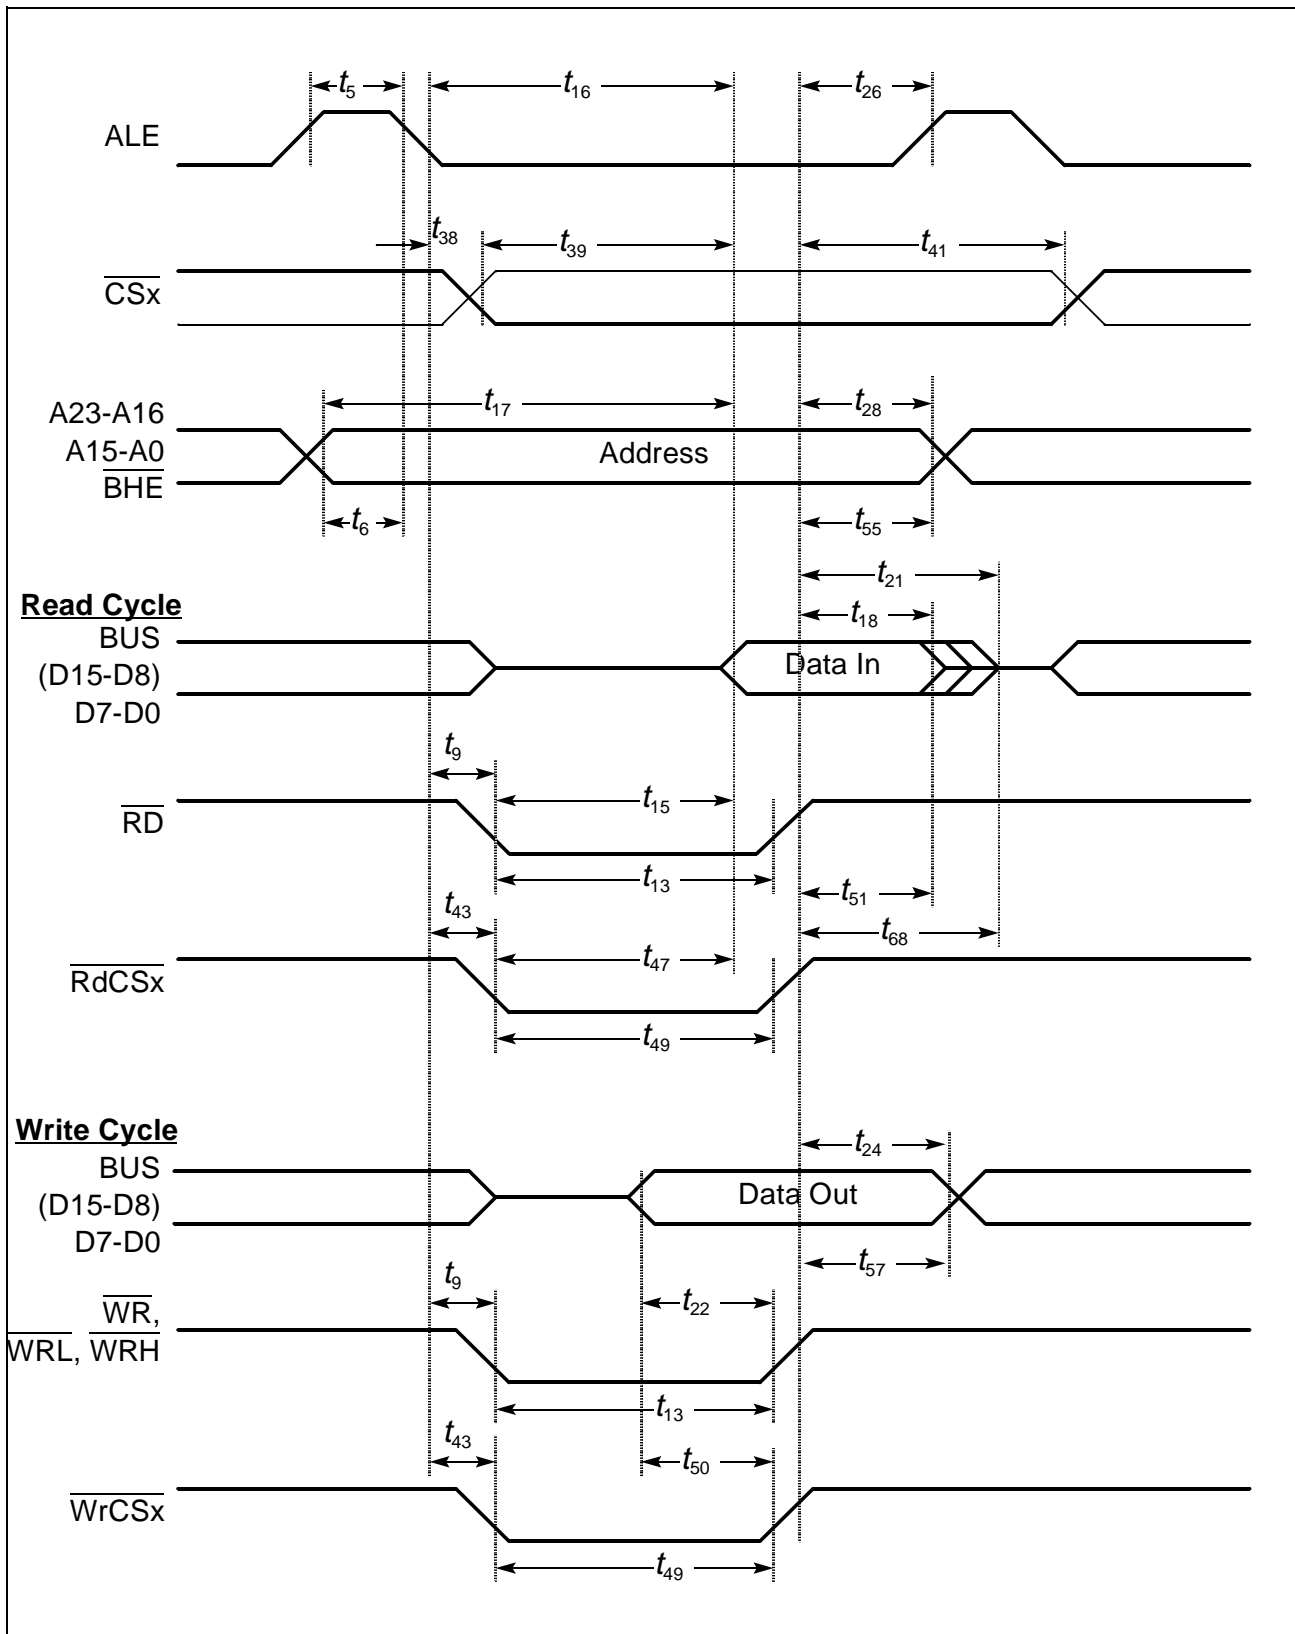 t5 t16 t26
ALE
t38 t39 t41
CSx
t17 t28
A23-A16
A15-A0
BHE
Address
t6 t55
t21
Read Cycle
t18
BUS
(D15-D8)
D7-D0
Data In
t9
t15
RD
t13 t51
t43 t68
t47
RdCSx
t49
Write Cycle
t24
BUS
(D15-D8)
D7-D0
Data Out
t57
t9
t22
WR,
WRL, WRH
t13
t43
t50
WrCSx
t49